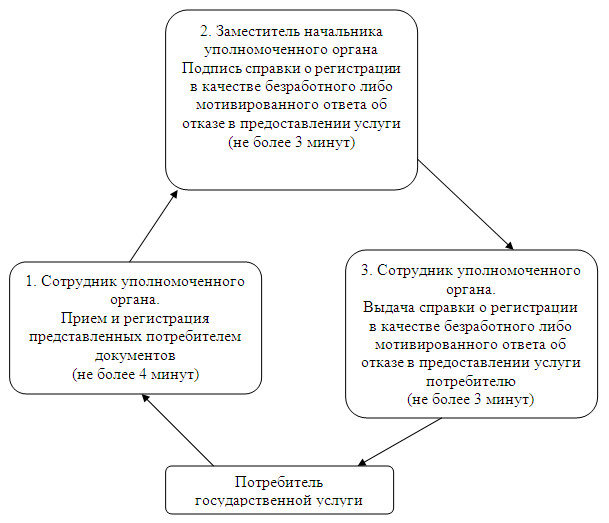 2. Заместитель начальника
уполномоченного органа
Подпись справки о регистрации
в качестве безработного либо
мотивированного ответа об
отказе в предоставлении услуги
(не более 3 минут)
1. Сотрудник уполномоченного
органа.
Прием и регистрация
представленных потребителем
документов
(не более 4 минут)
3. Сотрудник уполномоченного
органа.
Выдача справки о регистрации
в качестве безработного либо
мотивированного ответа об
отказе в предоставлении услуги
потребителю
(не более 3 минут)
Потребитель
государственной услуги